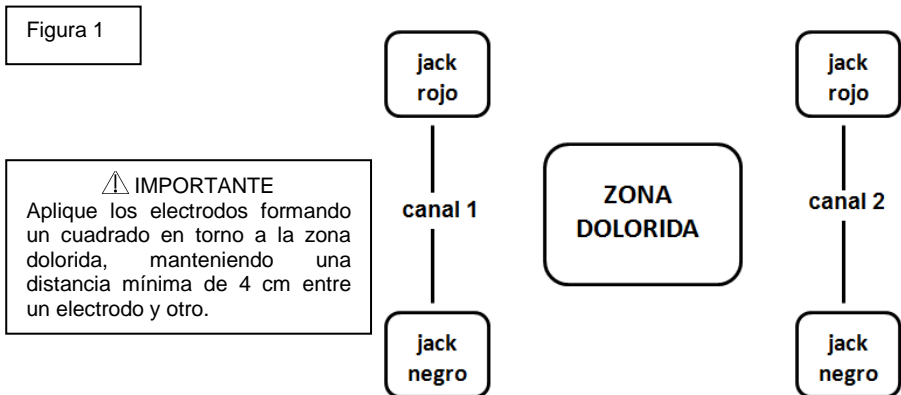 Figura 1
jack
rojo
jack
rojo
⚠ IMPORTANTE
Aplique los electrodos formando
un cuadrado en torno a la zona
dolorida, manteniendo una
distancia mínima de 4 cm entre
un electrodo y otro.
canal 1
ZONA
DOLORIDA
canal 2
jack
negro
jack
negro